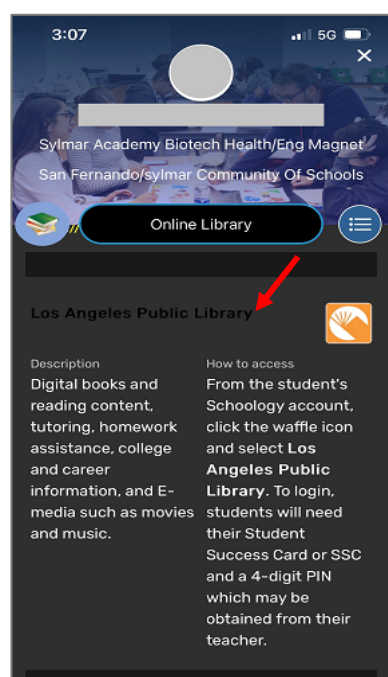 3:07
5G
Sylmar Academy Biotech Health/Eng Magnet
San Fernando/sylmar Community Of Schools
Online Library
Los Angeles Public Library
Description
Digital books and
reading content,
tutoring, homework
assistance, college
and career
information, and E-
media such as movies
and music.
How to access
From the student's
Schoology account,
click the waffle icon
and select Los
Angeles Public
Library. To login,
students will need
their Student
Success Card or SSC
and a 4-digit PIN
which may be
obtained from their
teacher.